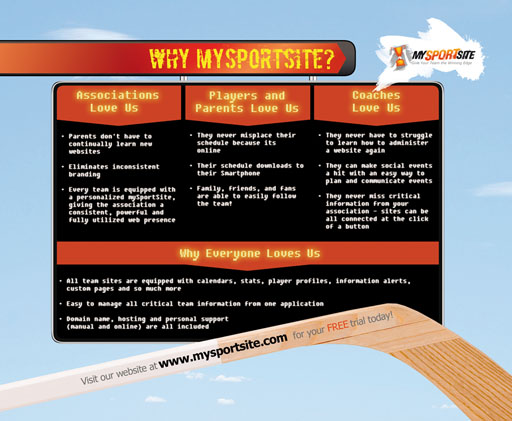 WHY MYSPORTSITE?
MYSPORTSITE
Give Your Team the Winning Edge
Associations
Love Us
• Parents don't have to
continually learn new
websites
• Eliminates inconsistent
branding
• Every team is equipped with
a personalized mySportSite,
giving the association a
consistent, powerful and
fully utilized web presence
Players and
Parents Love Us
• They never misplace their
schedule because its
online
• Their schedule downloads to
their Smartphone
• Family, friends, and fans
are able to easily follow
the team!
Coaches
Love Us
• They never have to struggle
to learn how to administer
a website again
• They can make social events
a hit with an easy way to
plan and communicate events
• They never miss critical
information from your
association - sites can be
all connected at the click
of a button
Why Everyone Loves Us
• All team sites are equipped with calendars, stats, player profiles, information alerts,
custom pages and so much more
• Easy to manage all critical team information from one application
• Domain name, hosting and personal support
(manual and online) are all included
Visit our website at www.mysportsite.com for your FREE trial today!